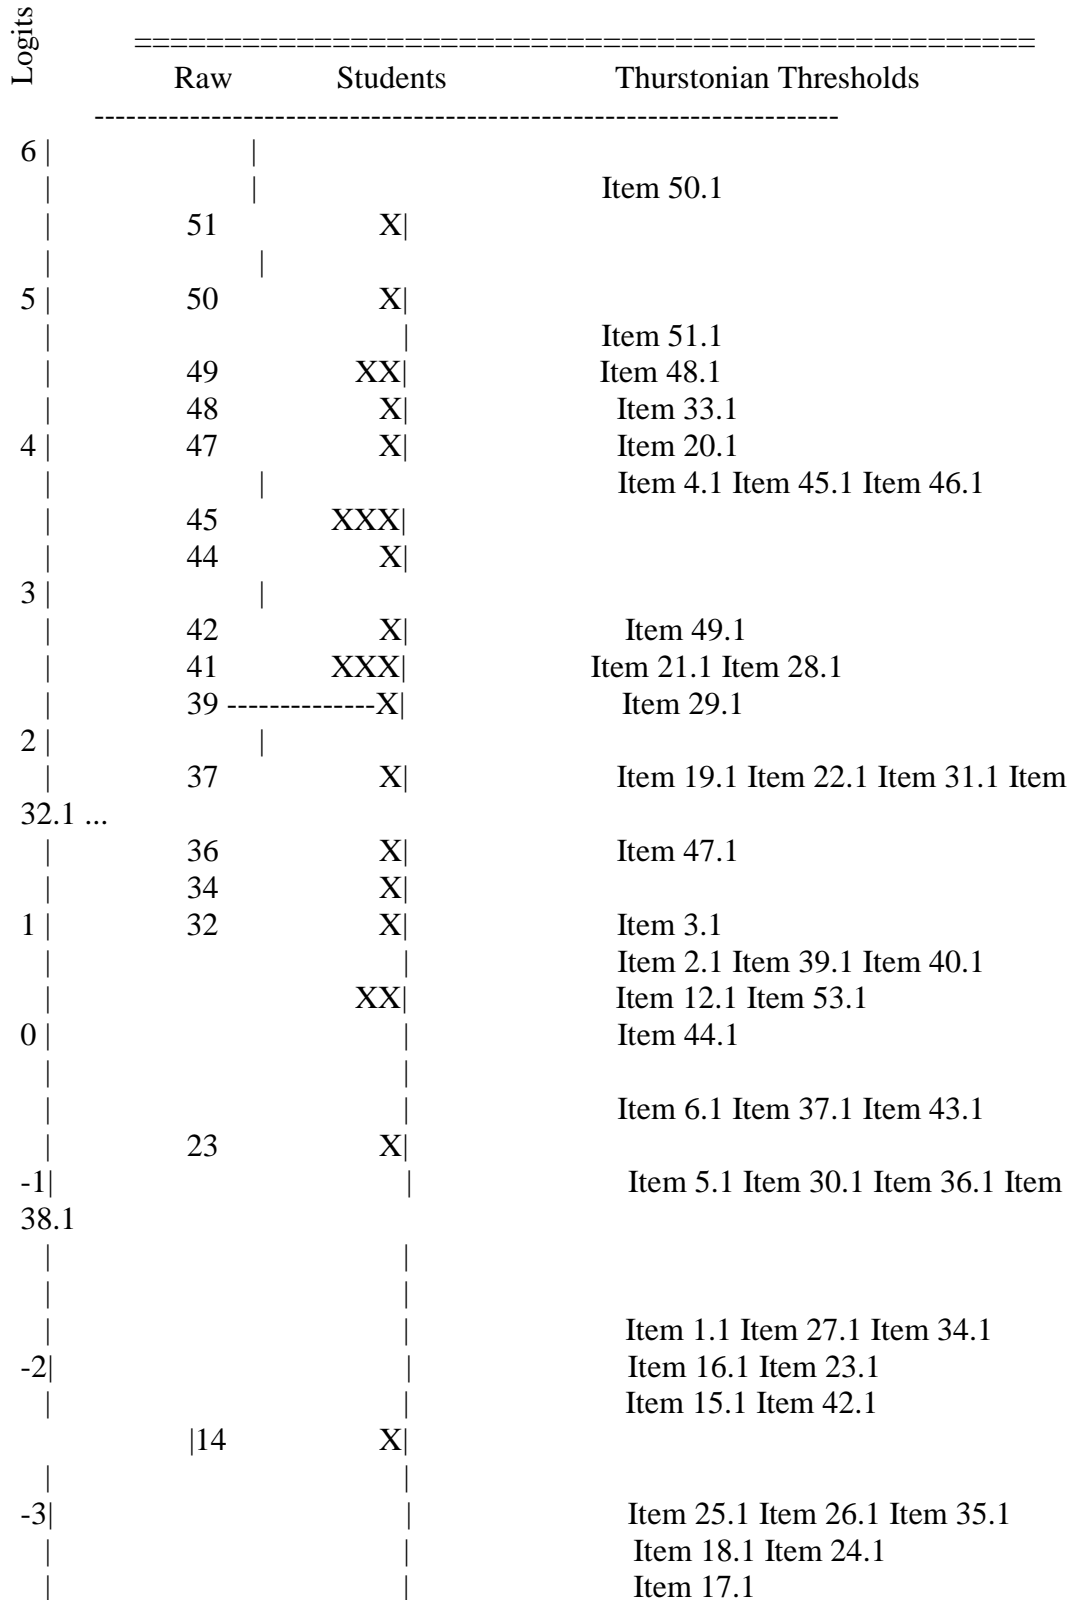 Logits
==================================================
Raw Students Thurstonian Thresholds
----------------------------------------------------------------------
6 | |
| | Item 50.1
| 51 X|
| |
5 | 50 X|
| | Item 51.1
| 49 XX| Item 48.1
| 48 X| Item 33.1
4 | 47 X| Item 20.1
| | Item 4.1 Item 45.1 Item 46.1
| 45 XXX|
| 44 X|
3 | |
| 42 X| Item 49.1
| 41 XXX| Item 21.1 Item 28.1
| 39 --------------X| Item 29.1
2 | |
| 37 X| Item 19.1 Item 22.1 Item 31.1 Item
32.1 ...
| 36 X| Item 47.1
| 34 X|
1 | 32 X| Item 3.1
| | Item 2.1 Item 39.1 Item 40.1
| XX| Item 12.1 Item 53.1
0 | | Item 44.1
| |
| | Item 6.1 Item 37.1 Item 43.1
| 23 X|
-1| | Item 5.1 Item 30.1 Item 36.1 Item
38.1
| |
| |
| | Item 1.1 Item 27.1 Item 34.1
-2| | Item 16.1 Item 23.1
| | Item 15.1 Item 42.1
|14 X|
| |
-3| | Item 25.1 Item 26.1 Item 35.1
| | Item 18.1 Item 24.1
| | Item 17.1